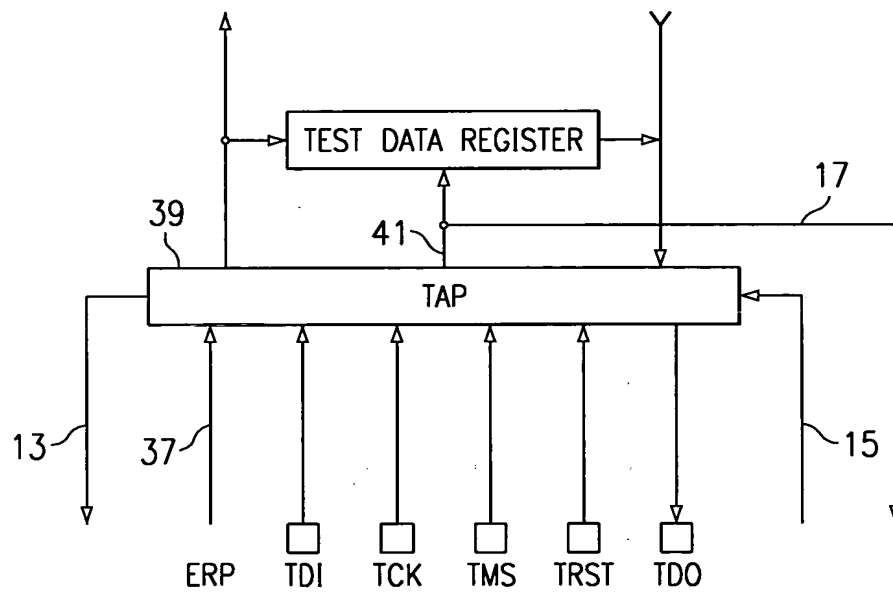 TEST DATA REGISTER
17
39
41
TAP
13
37
15
ERP TDI TCK TMS TRST TDO